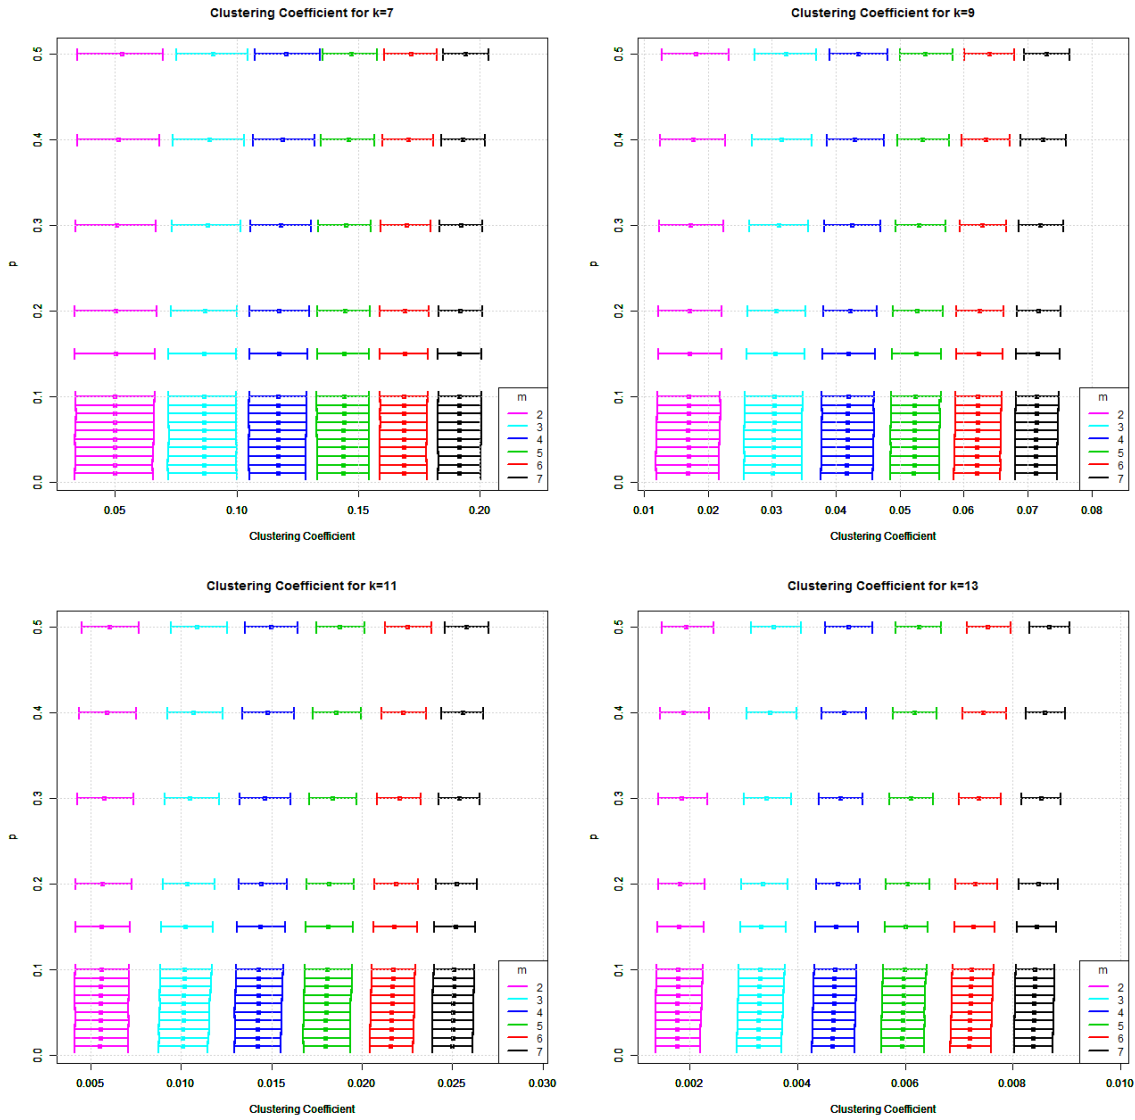 Clustering Coefficient for k=7
p
0.5
0.4
0.3
0.2
0.1
0.0
m
2
3
4
5
6
7
0.05 0.10 0.15 0.20
Clustering Coefficient
Clustering Coefficient for k=9
p
0.5
0.4
0.3
0.2
0.1
0.0
m
2
3
4
5
6
7
0.01 0.02 0.03 0.04 0.05 0.06 0.07 0.08
Clustering Coefficient
Clustering Coefficient for k=11
p
0.5
0.4
0.3
0.2
0.1
0.0
m
2
3
4
5
6
7
0.005 0.010 0.015 0.020 0.025 0.030
Clustering Coefficient
Clustering Coefficient for k=13
p
0.5
0.4
0.3
0.2
0.1
0.0
m
2
3
4
5
6
7
0.002 0.004 0.006 0.008 0.010
Clustering Coefficient